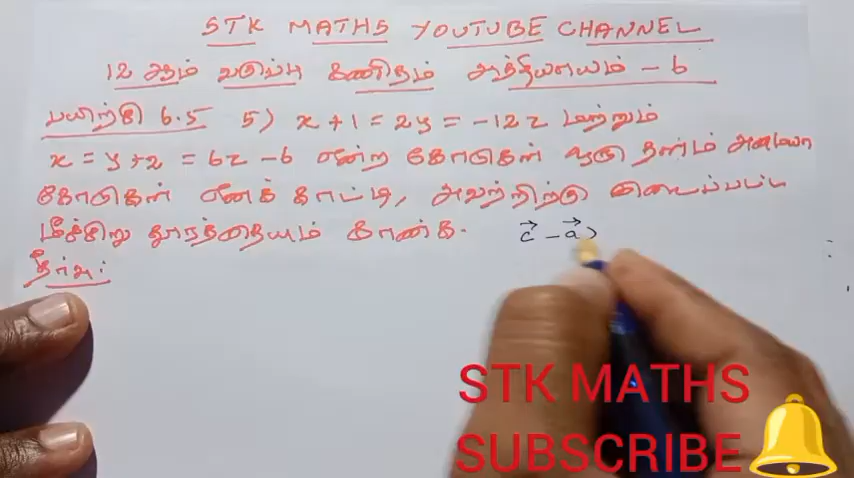 STK MATHS YOUTUBE CHANNEL
12 ஆம் வகுப்பு கணிதம் அத்தியாயம் - 6
பயிற்சி 6.5 5) x + 1 = 2y = -12z மற்றும்
x = y + 2 = 6z - 6 என்ற கோடுகள் ஒரு தளம் அமையா
கோடுகள் எனக் காட்டி, அவற்றிற்கு இடைப்பட்ட
மீச்சிறு தூரத்தையும் காண்க.
c⃗ - a⃗)
தீர்வு:
STK MATHS
SUBSCRIBE